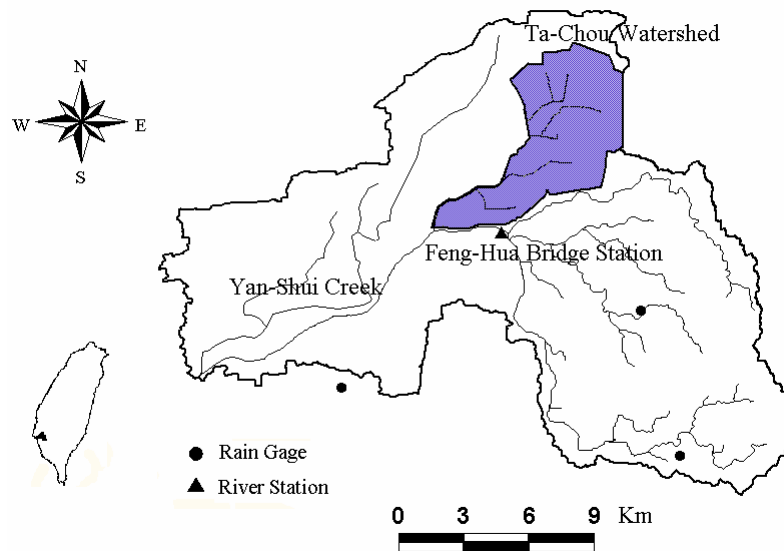 Ta-Chou Watershed
N
W
E
S
Feng-Hua Bridge Station
Yan-Shui Creek
Rain Gage
River Station
0 3 6 9 Km